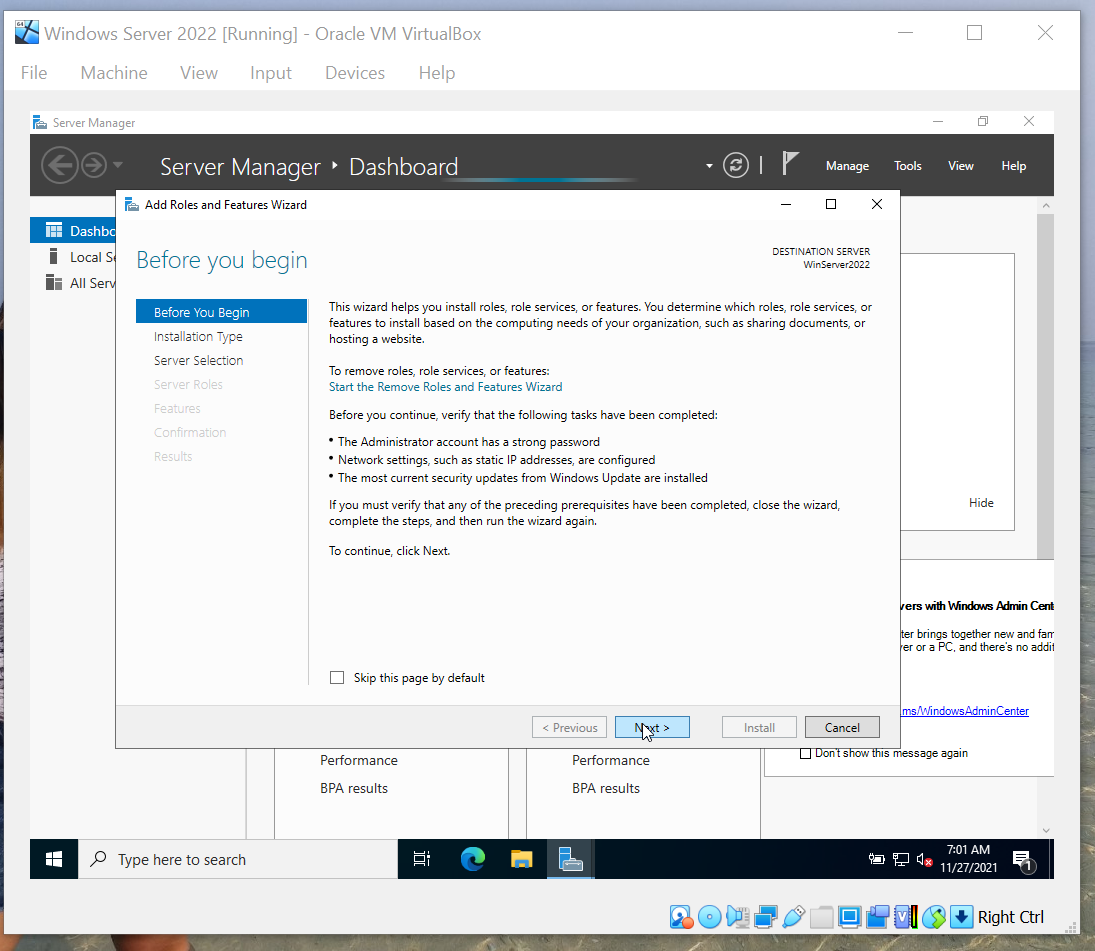 Windows Server 2022 [Running] - Oracle VM VirtualBox
File Machine View Input Devices Help
Server Manager
Server Manager Dashboard
Manage Tools View Help
Add Roles and Features Wizard
Dashbo
Local Se
All Serv
Before you begin
DESTINATION SERVER
WinServer2022
Before You Begin
Installation Type
Server Selection
Server Roles
Features
Confirmation
Results
This wizard helps you install roles, role services, or features. You determine which roles, role services, or
features to install based on the computing needs of your organization, such as sharing documents, or
hosting a website.
To remove roles, role services, or features:
Start the Remove Roles and Features Wizard
Before you continue, verify that the following tasks have been completed:
• The Administrator account has a strong password
• Network settings, such as static IP addresses, are configured
• The most current security updates from Windows Update are installed
If you must verify that any of the preceding prerequisites have been completed, close the wizard,
complete the steps, and then run the wizard again.
To continue, click Next.
Skip this page by default
< Previous Next > Install Cancel
Hide
vers with Windows Admin Cent
ter brings together new and fam
ver or a PC, and there's no addit
.ms/WindowsAdminCenter
Don't show this message again
Performance
BPA results
Performance
BPA results
Type here to search
7:01 AM
11/27/2021
1
Right Ctrl